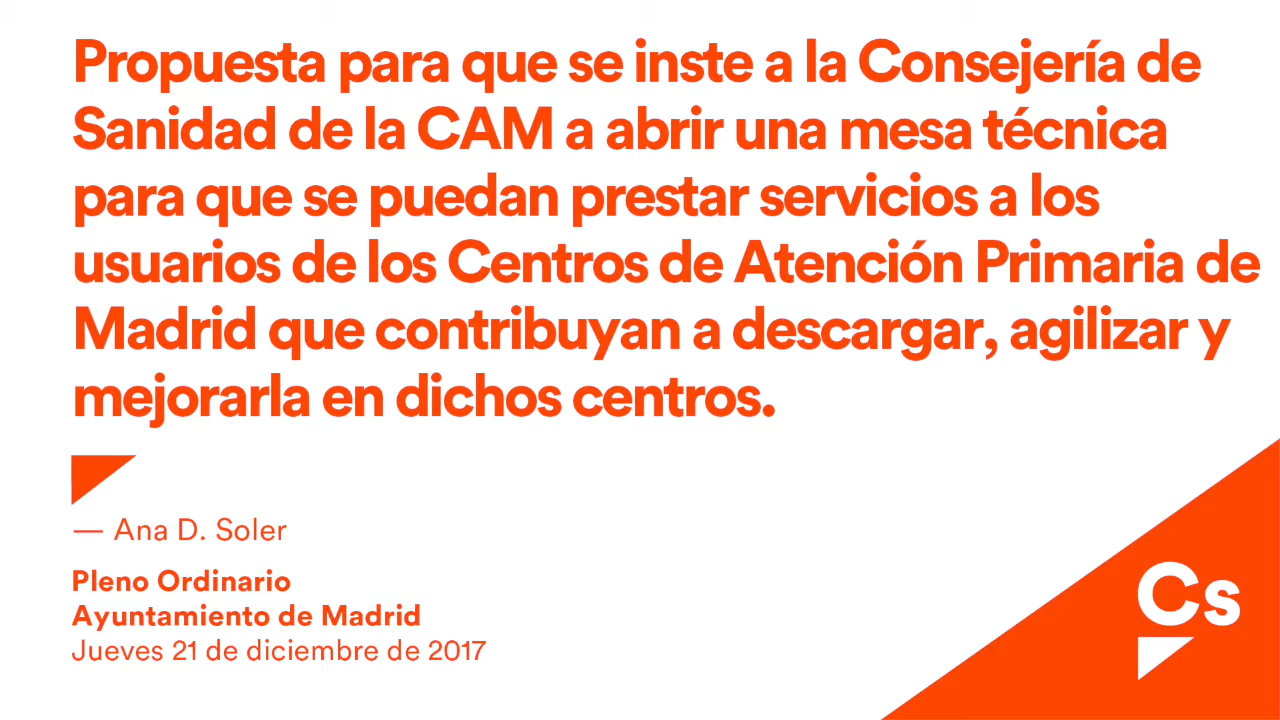 Propuesta para que se inste a la Consejería de
Sanidad de la CAM a abrir una mesa técnica
para que se puedan prestar servicios a los
usuarios de los Centros de Atención Primaria de
Madrid que contribuyan a descargar, agilizar y
mejorarla en dichos centros.
— Ana D. Soler
Pleno Ordinario
Ayuntamiento de Madrid
Jueves 21 de diciembre de 2017
Cs